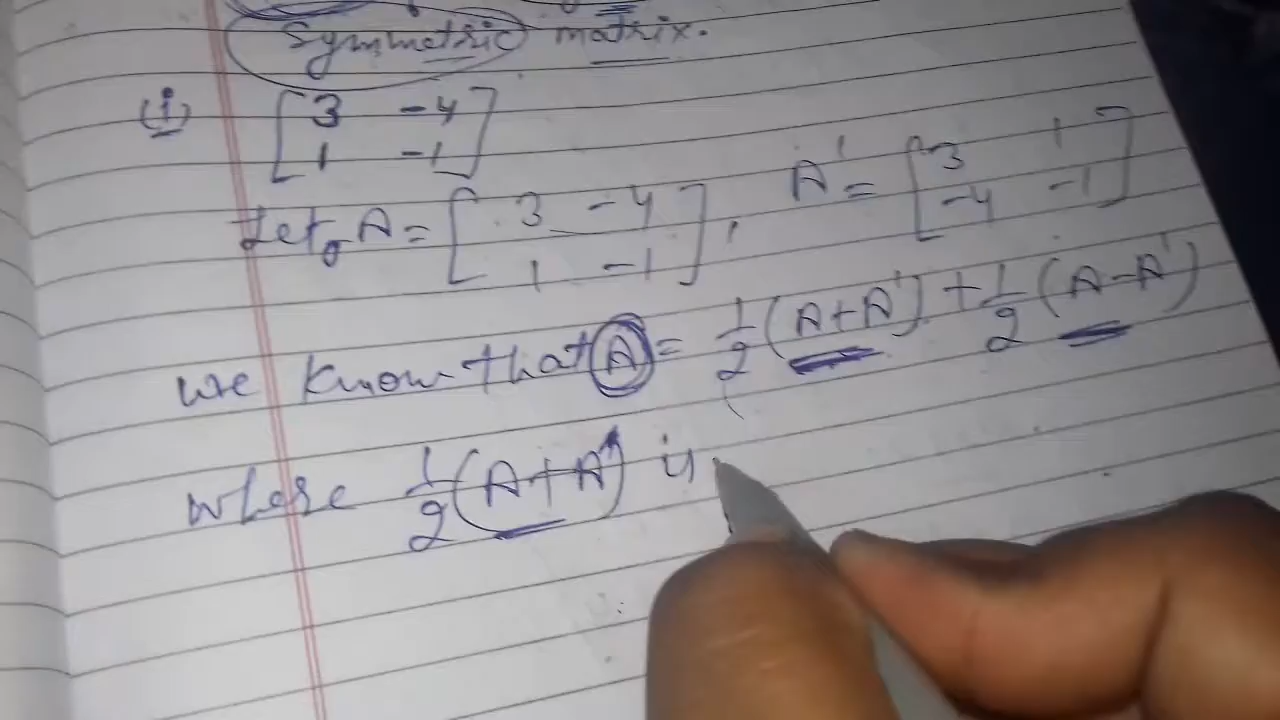 Symmetric matrix.
(i) [3 -4
1 -1]
Let, A = [3 -4
1 -1], A' = [3 1
-4 -1]
we know that A = 1/2 (A+A') + 1/2 (A-A')
where 1/2 (A+A') is